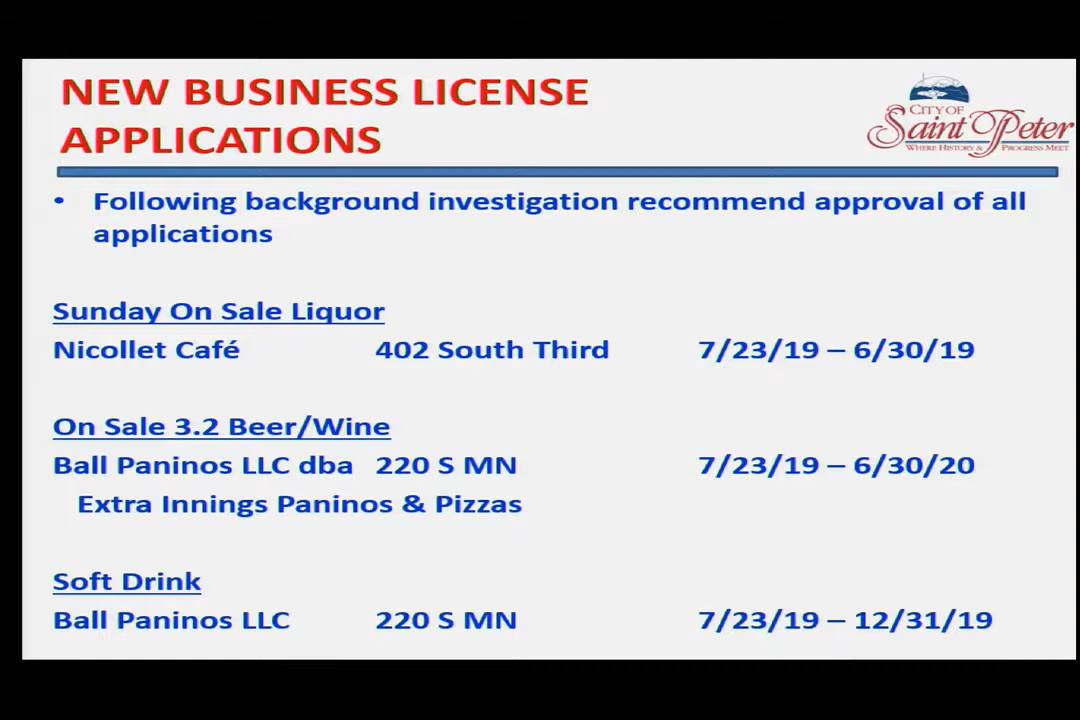 NEW BUSINESS LICENSE
APPLICATIONS
CITY OF
Saint Peter
WHERE HISTORY & PROGRESS MEET
• Following background investigation recommend approval of all
applications
Sunday On Sale Liquor
Nicollet Café 402 South Third 7/23/19 – 6/30/19
On Sale 3.2 Beer/Wine
Ball Paninos LLC dba 220 S MN 7/23/19 – 6/30/20
Extra Innings Paninos & Pizzas
Soft Drink
Ball Paninos LLC 220 S MN 7/23/19 – 12/31/19